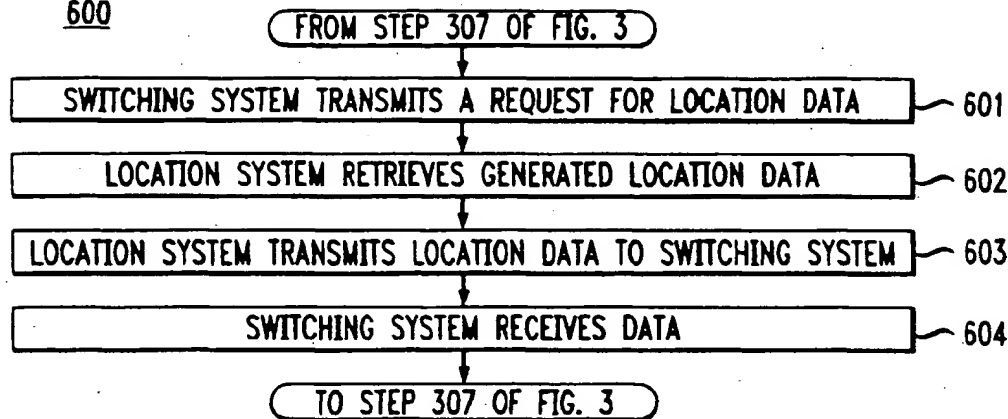 600
FROM STEP 307 OF FIG. 3
SWITCHING SYSTEM TRANSMITS A REQUEST FOR LOCATION DATA 601
LOCATION SYSTEM RETRIEVES GENERATED LOCATION DATA 602
LOCATION SYSTEM TRANSMITS LOCATION DATA TO SWITCHING SYSTEM 603
SWITCHING SYSTEM RECEIVES DATA 604
TO STEP 307 OF FIG. 3